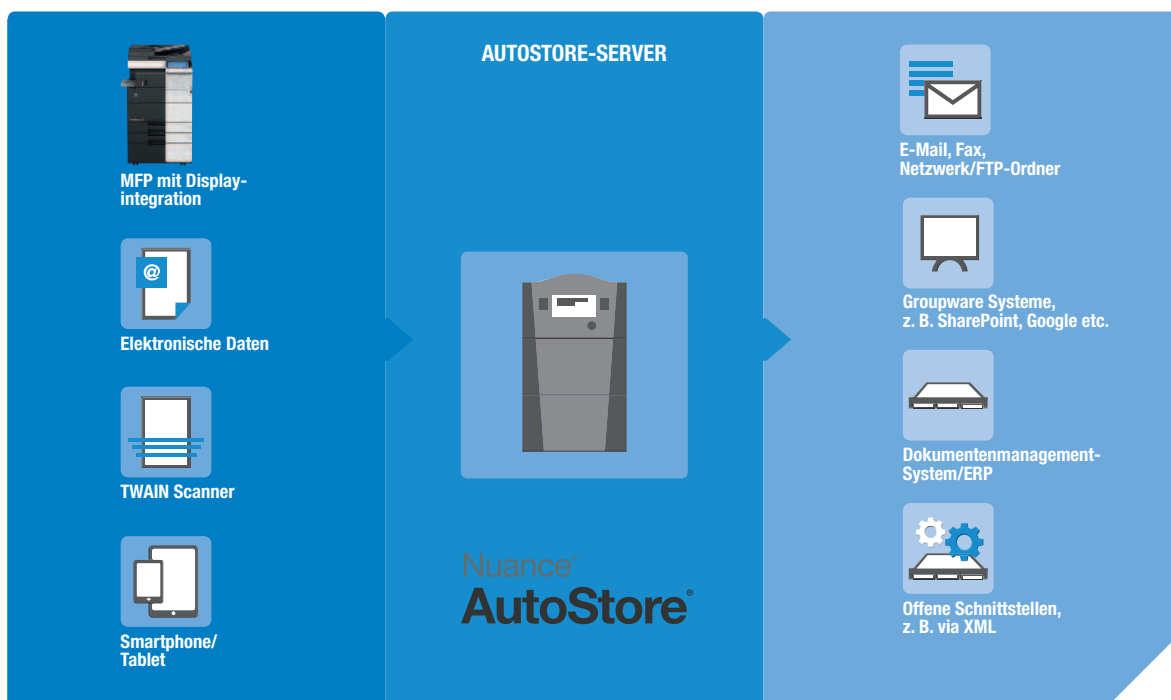 MFP mit Display-
integration
@
Elektronische Daten
TWAIN Scanner
Smartphone/
Tablet
AUTOSTORE-SERVER
Nuance®
AutoStore®
E-Mail, Fax,
Netzwerk/FTP-Ordner
Groupware Systeme,
z. B. SharePoint, Google etc.
Dokumentenmanagement-
System/ERP
Offene Schnittstellen,
z. B. via XML